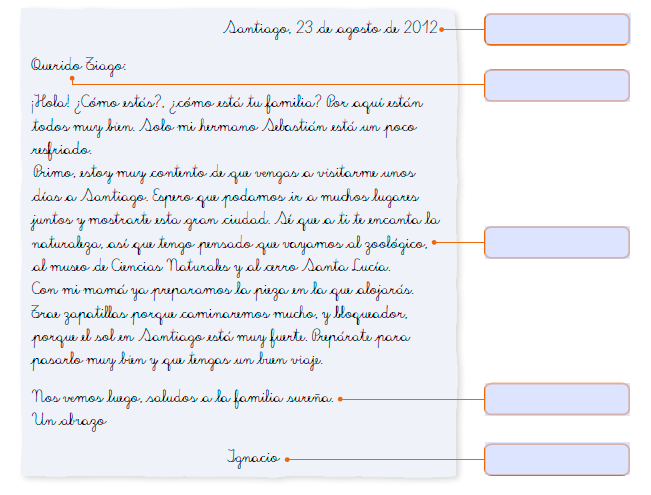 Santiago, 23 de agosto de 2012
Querido Tiago:
¡Hola! ¿Cómo estás?, ¿cómo está tu familia? Por aquí están
todos muy bien. Solo mi hermano Sebastián está un poco
resfriado.
Primo, estoy muy contento de que vengas a visitarme unos
días a Santiago. Espero que podamos ir a muchos lugares
juntos y mostrarte esta gran ciudad. Sé que a ti te encanta la
naturaleza, así que tengo pensado que vayamos al zoológico,
al museo de Ciencias Naturales y al cerro Santa Lucía.
Con mi mamá ya preparamos la pieza en la que alojarás.
Trae zapatillas porque caminaremos mucho, y bloqueador,
porque el sol en Santiago está muy fuerte. Prepárate para
pasarlo muy bien y que tengas un buen viaje.
Nos vemos luego, saludos a la familia sureña.
Un abrazo
Ignacio